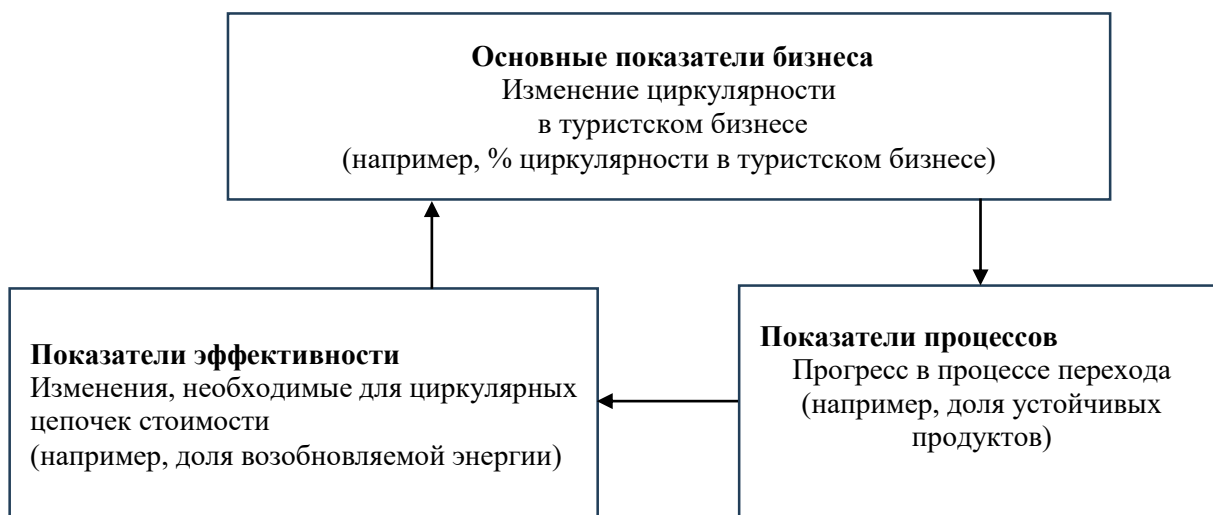 Основные показатели бизнеса
Изменение циркулярности
в туристском бизнесе
(например, % циркулярности в туристском бизнесе)
Показатели эффективности
Изменения, необходимые для циркулярных
цепочек стоимости
(например, доля возобновляемой энергии)
Показатели процессов
Прогресс в процессе перехода
(например, доля устойчивых
продуктов)